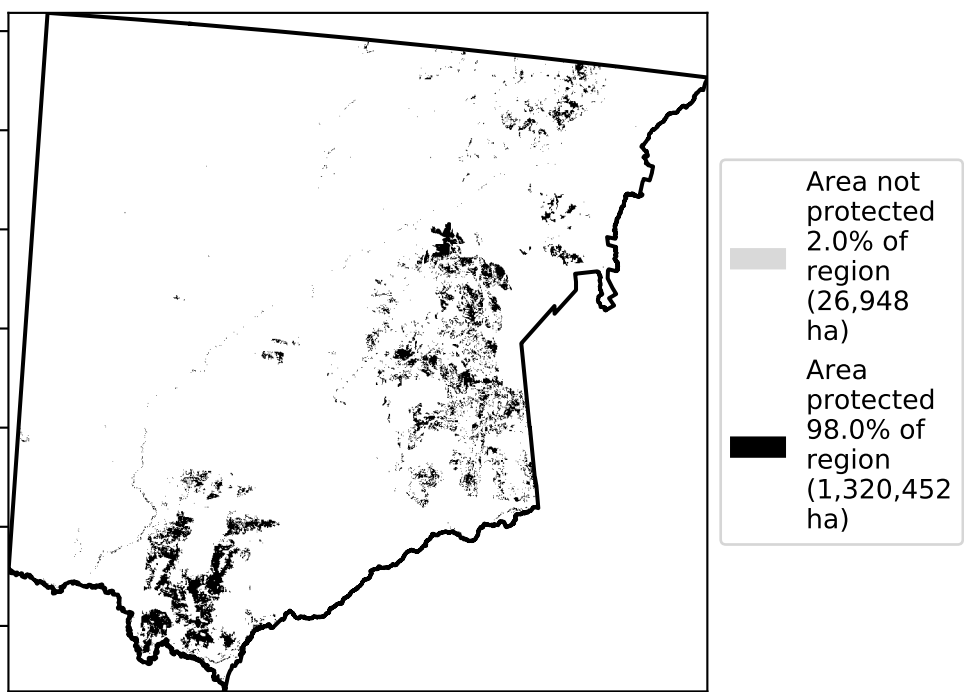 Area not
protected
2.0% of
region
(26,948
ha)
Area
protected
98.0% of
region
(1,320,452
ha)